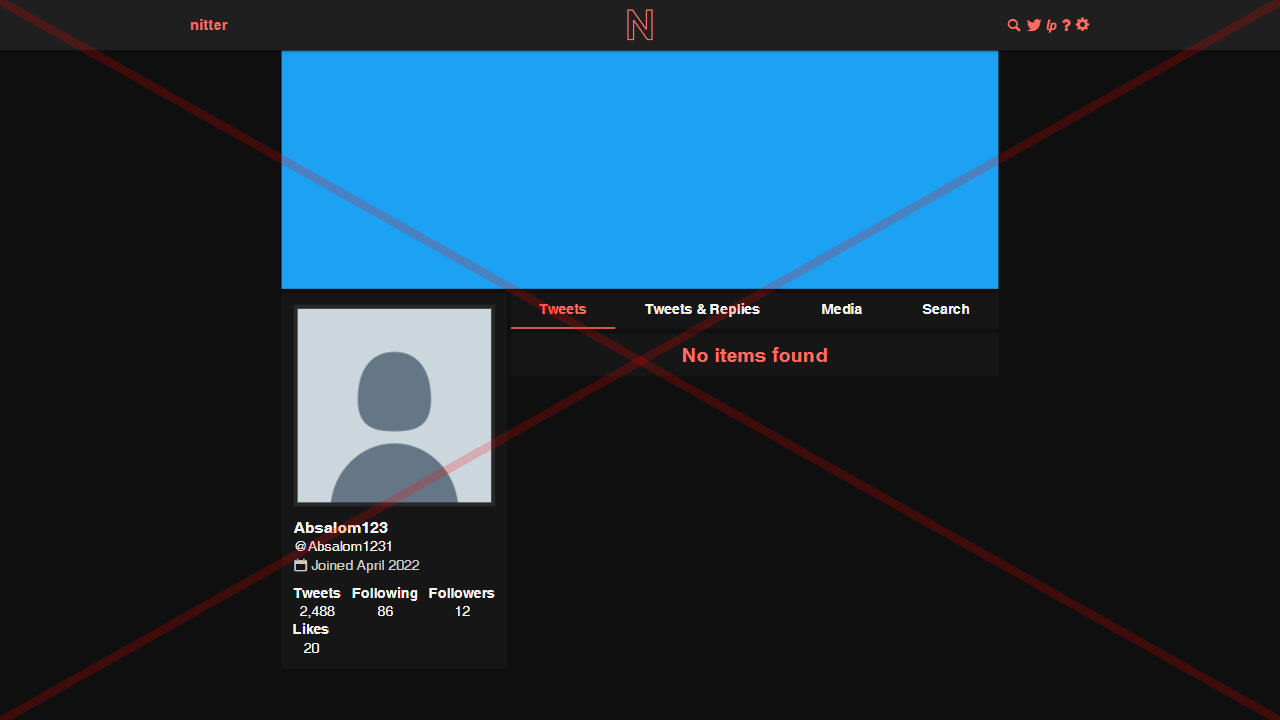 nitter
N
lp ?
Tweets Tweets & Replies Media Search
No items found
Absalom123
@Absalom1231
Joined April 2022
Tweets Following Followers
2,488 86 12
Likes
20